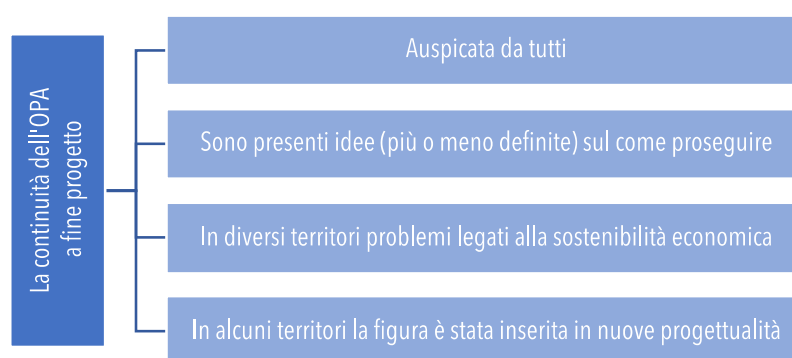 La continuità dell'OPA
a fine progetto
Auspicata da tutti
Sono presenti idee (più o meno definite) sul come proseguire
In diversi territori problemi legati alla sostenibilità economica
In alcuni territori la figura è stata inserita in nuove progettualità